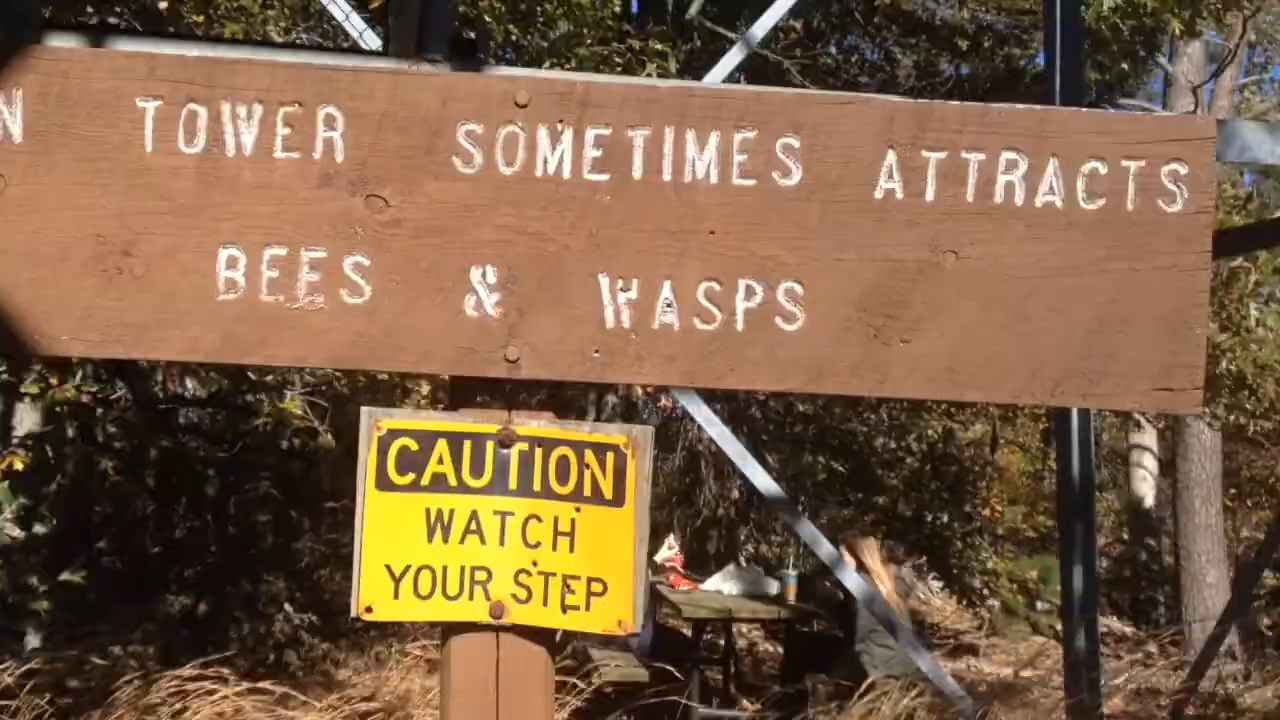 TOWER SOMETIMES ATTRACTS
BEES & WASPS
CAUTION
WATCH
YOUR STEP